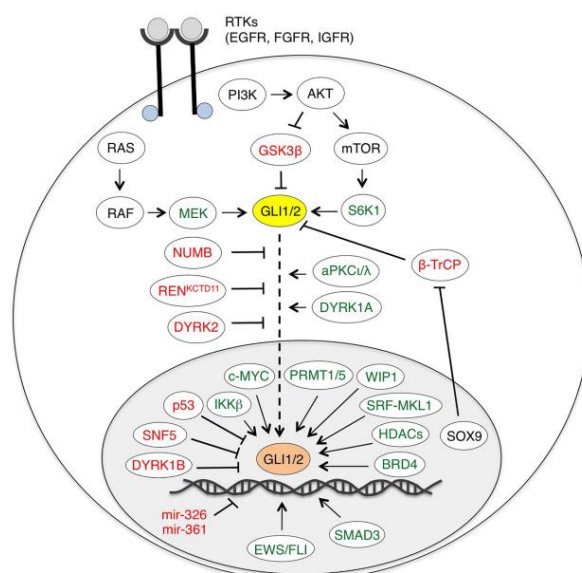 RTKs
(EGFR, FGFR, IGFR)
PI3K
AKT
RAS
GSK3β
mTOR
RAF
MEK
GLI1/2
S6K1
NUMB
aPKCι/λ
β-TrCP
REN^KCTD11
DYRK1A
DYRK2
c-MYC
PRMT1/5
WIP1
p53
IKKβ
SRF-MKL1
SNF5
HDACs
SOX9
DYRK1B
GLI1/2
BRD4
mir-326
mir-361
SMAD3
EWS/FLI